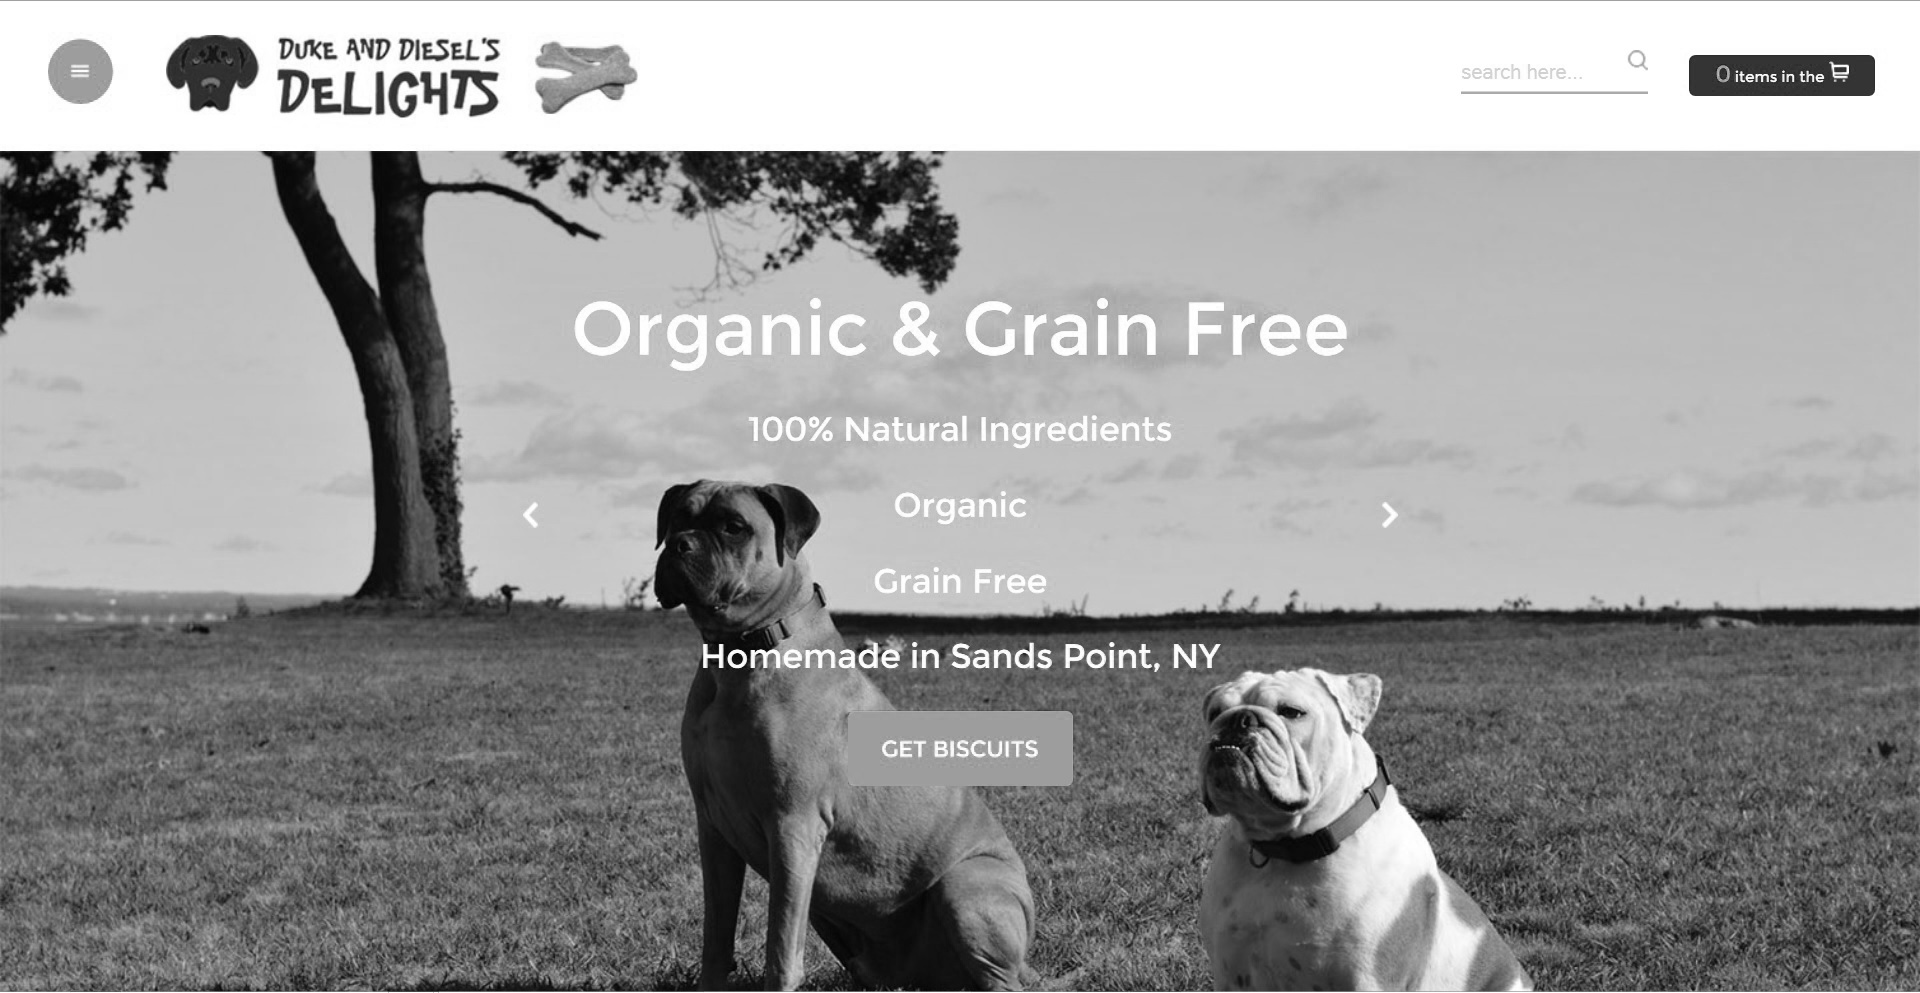 DUKE AND DIESEL'S
DELIGHTS
search here...
0 items in the
Organic & Grain Free
100% Natural Ingredients
Organic
Grain Free
Homemade in Sands Point, NY
GET BISCUITS